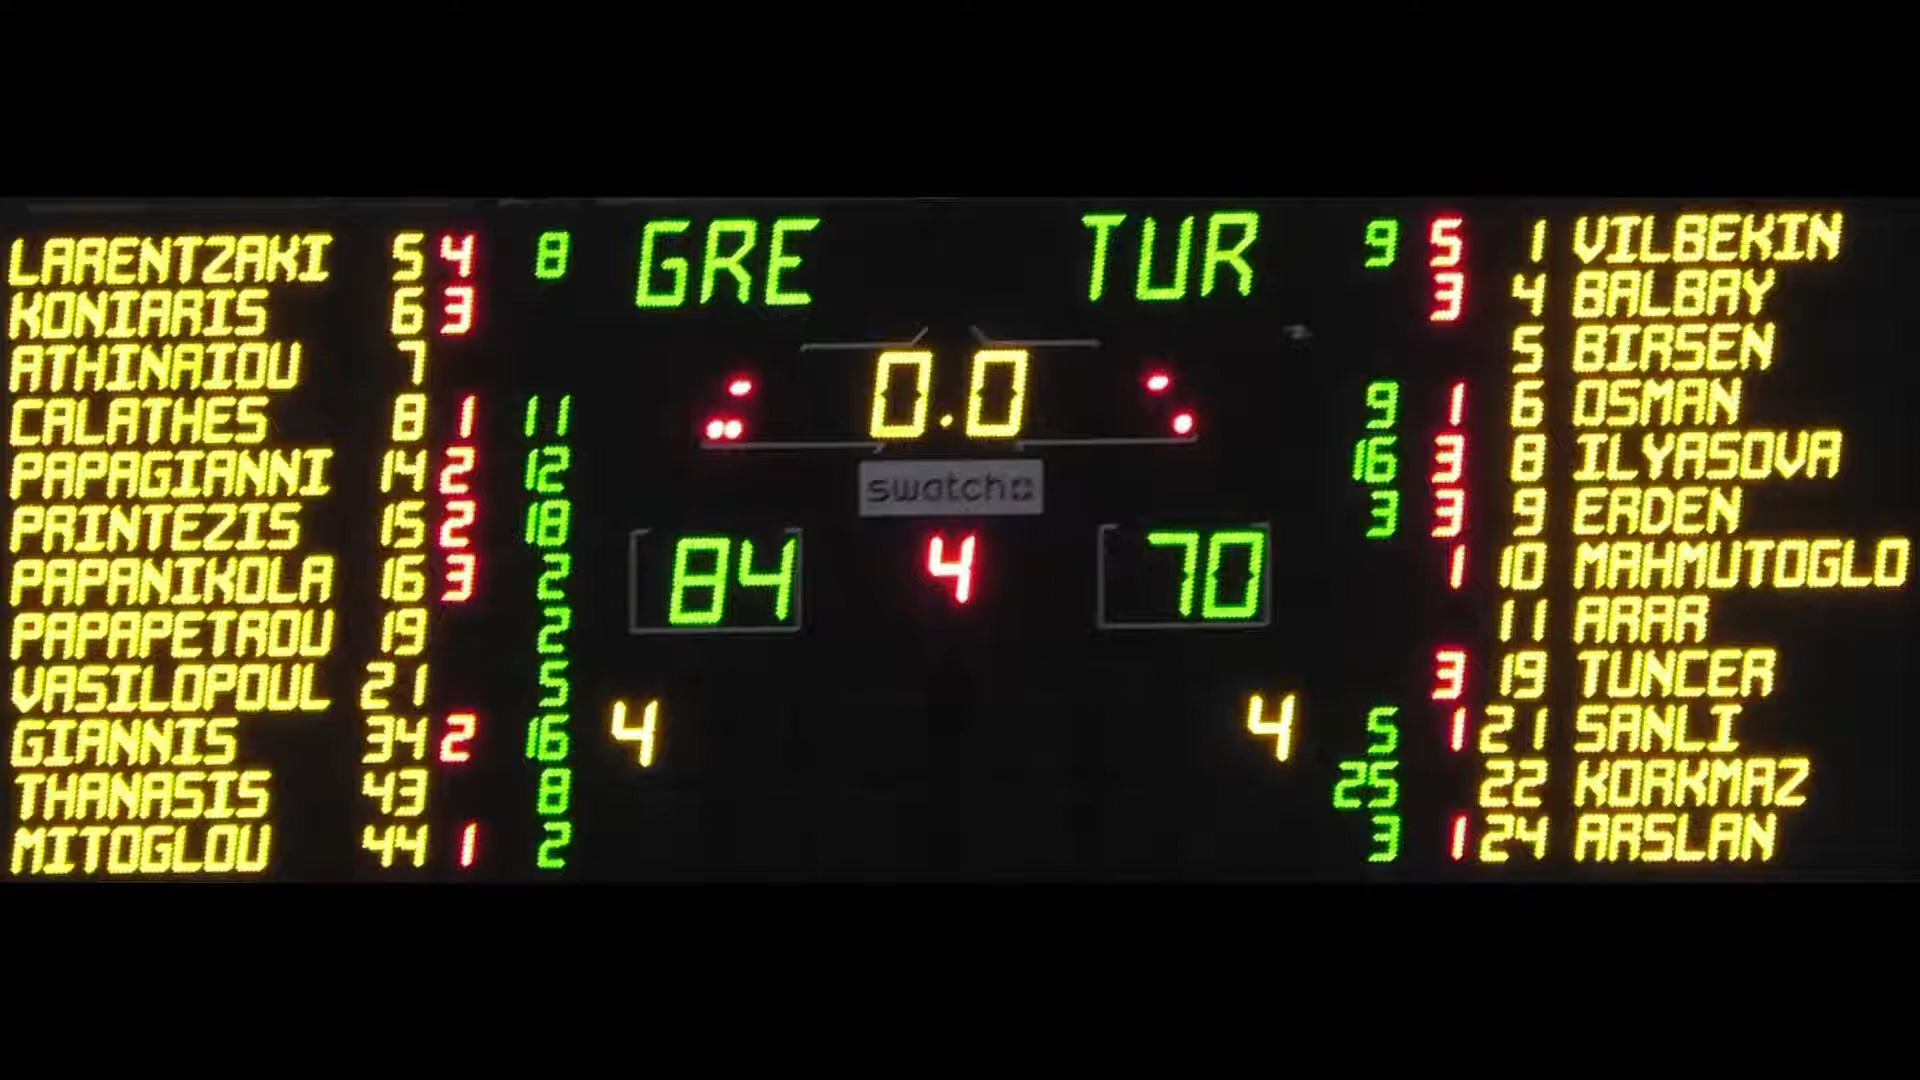 GRE TUR
LARENTZAKI 5 4 8
KONIARIS 6 3
ATHINAIOU 7
CALATHES 8 1 11
PAPAGIANNI 14 2 12
PRINTEZIS 15 2 18
PAPANIKOLA 16 3 2
PAPAPETROU 19 2
VASILOPOUL 21 5
GIANNIS 34 2 16
THANASIS 43 8
MITOGLOU 44 1 2
0.0
swatch
84 4 70
4 4
9 5 1 VILBEKIN
3 4 BALBAY
5 BIRSEN
9 1 6 OSMAN
16 3 8 ILYASOVA
3 3 9 ERDEN
1 10 MAHMUTOGLO
11 ARAR
3 19 TUNCER
5 1 21 SANLI
25 22 KORKMAZ
3 1 24 ARSLAN